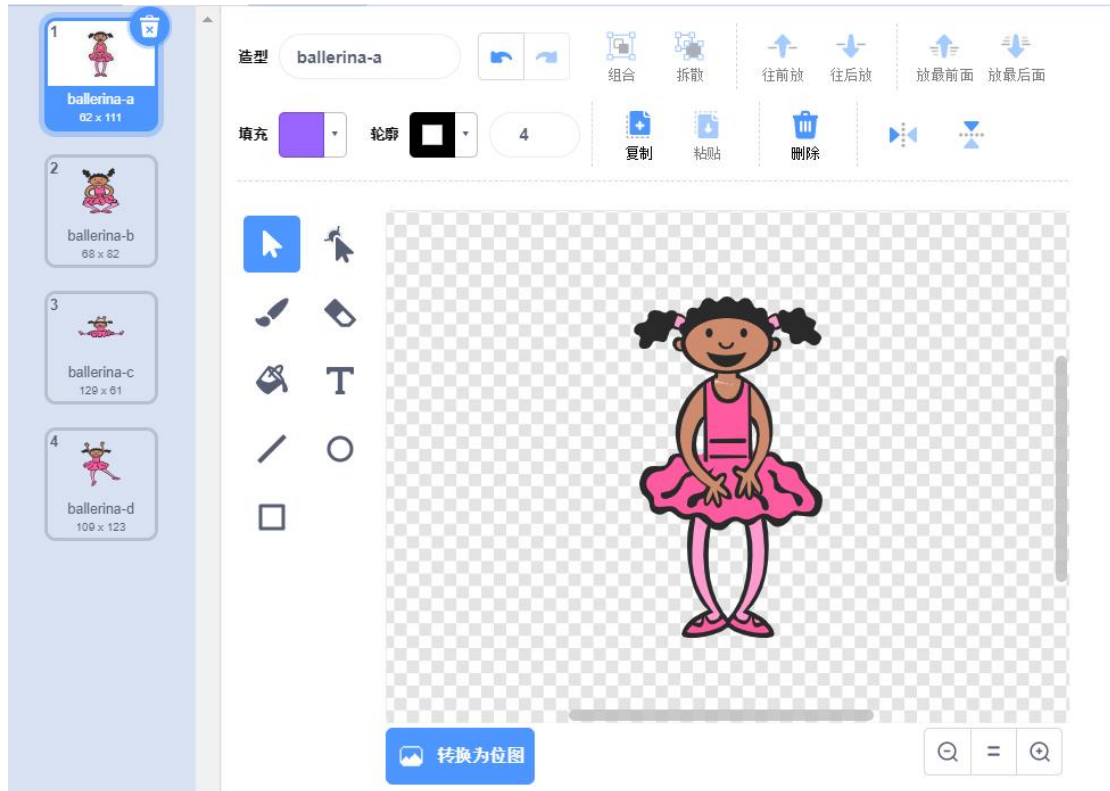 1
ballerina-a
62 x 111
2
ballerina-b
68 x 82
3
ballerina-c
129 x 61
4
ballerina-d
109 x 123
造型 ballerina-a
组合 拆散 往前放 往后放 放最前面 放最后面
填充 轮廓 4
复制 粘贴 删除
T
转换为位图